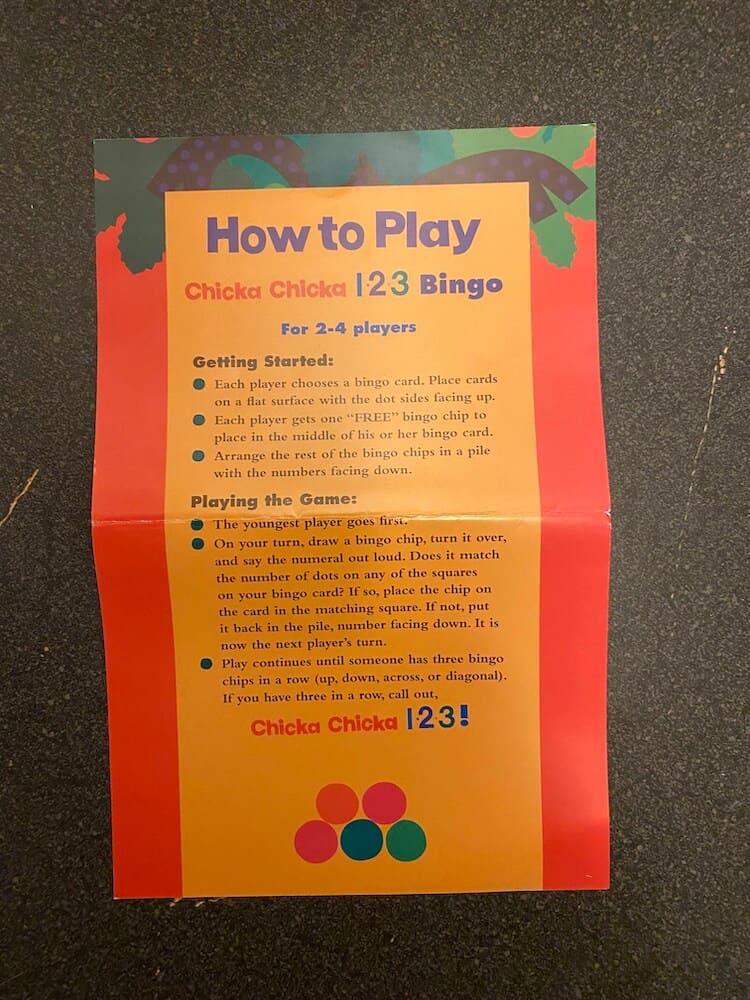 How to Play
Chicka Chicka 1·2·3 Bingo
For 2-4 players
Getting Started:
Each player chooses a bingo card. Place cards
on a flat surface with the dot sides facing up.
Each player gets one “FREE” bingo chip to
place in the middle of his or her bingo card.
Arrange the rest of the bingo chips in a pile
with the numbers facing down.
Playing the Game:
The youngest player goes first.
On your turn, draw a bingo chip, turn it over,
and say the numeral out loud. Does it match
the number of dots on any of the squares
on your bingo card? If so, place the chip on
the card in the matching square. If not, put
it back in the pile, number facing down. It is
now the next player’s turn.
Play continues until someone has three bingo
chips in a row (up, down, across, or diagonal).
If you have three in a row, call out,
Chicka Chicka 1·2·3!